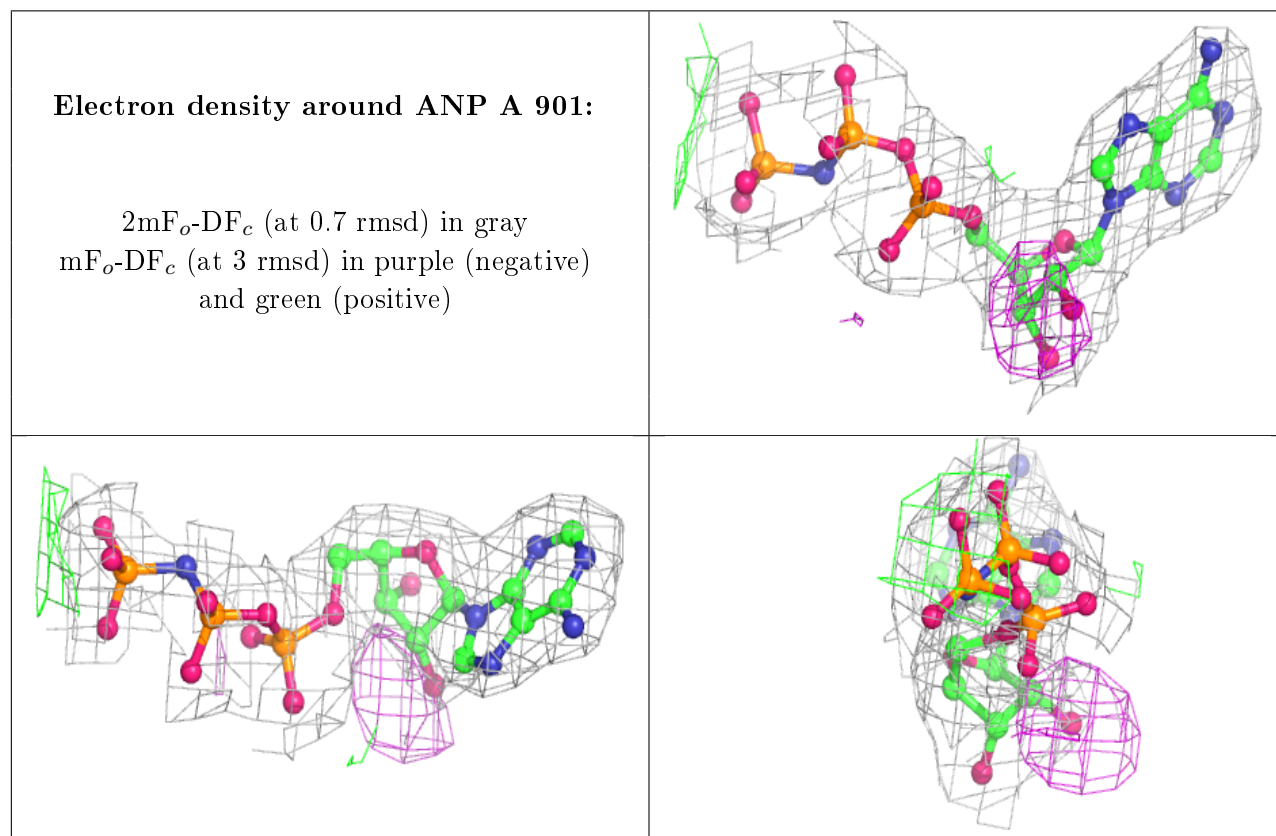 Electron density around ANP A 901:
2mFo-DFc (at 0.7 rmsd) in gray
mFo-DFc (at 3 rmsd) in purple (negative)
and green (positive)